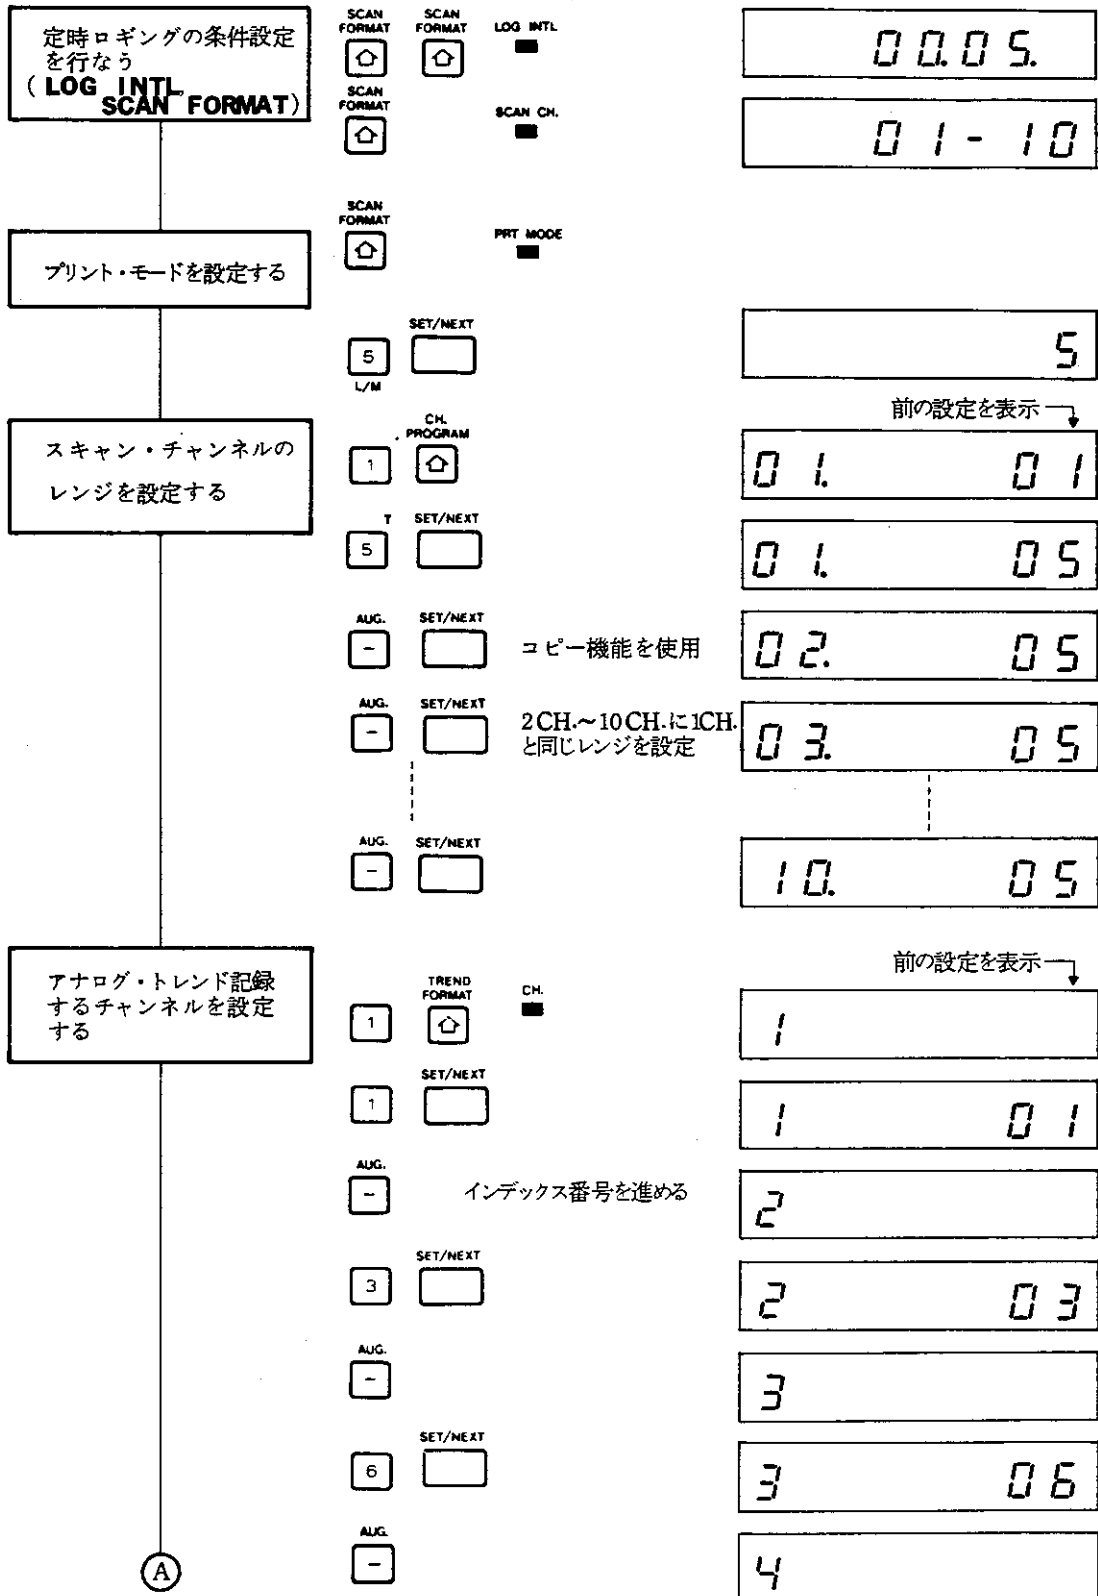 定時ロギングの条件設定
を行なう
(LOG INTL
SCAN FORMAT)
SCAN FORMAT
SCAN FORMAT
LOG INTL
00.05.
SCAN FORMAT
SCAN CH.
01-10
プリント・モードを設定する
SCAN FORMAT
PRT MODE
5
L/M
SET/NEXT
5
スキャン・チャンネルの
レンジを設定する
前の設定を表示
1
CH. PROGRAM
01. 01
5
T
SET/NEXT
01. 05
AUG.
-
SET/NEXT
コピー機能を使用
02. 05
AUG.
-
SET/NEXT
2CH.～10CH.に1CH.
と同じレンジを設定
03. 05
AUG.
-
SET/NEXT
10. 05
アナログ・トレンド記録
するチャンネルを設定
する
前の設定を表示
1
TREND FORMAT
CH.
1
1
SET/NEXT
1 01
AUG.
-
インデックス番号を進める
2
3
SET/NEXT
2 03
AUG.
-
3
6
SET/NEXT
3 06
AUG.
-
4
A